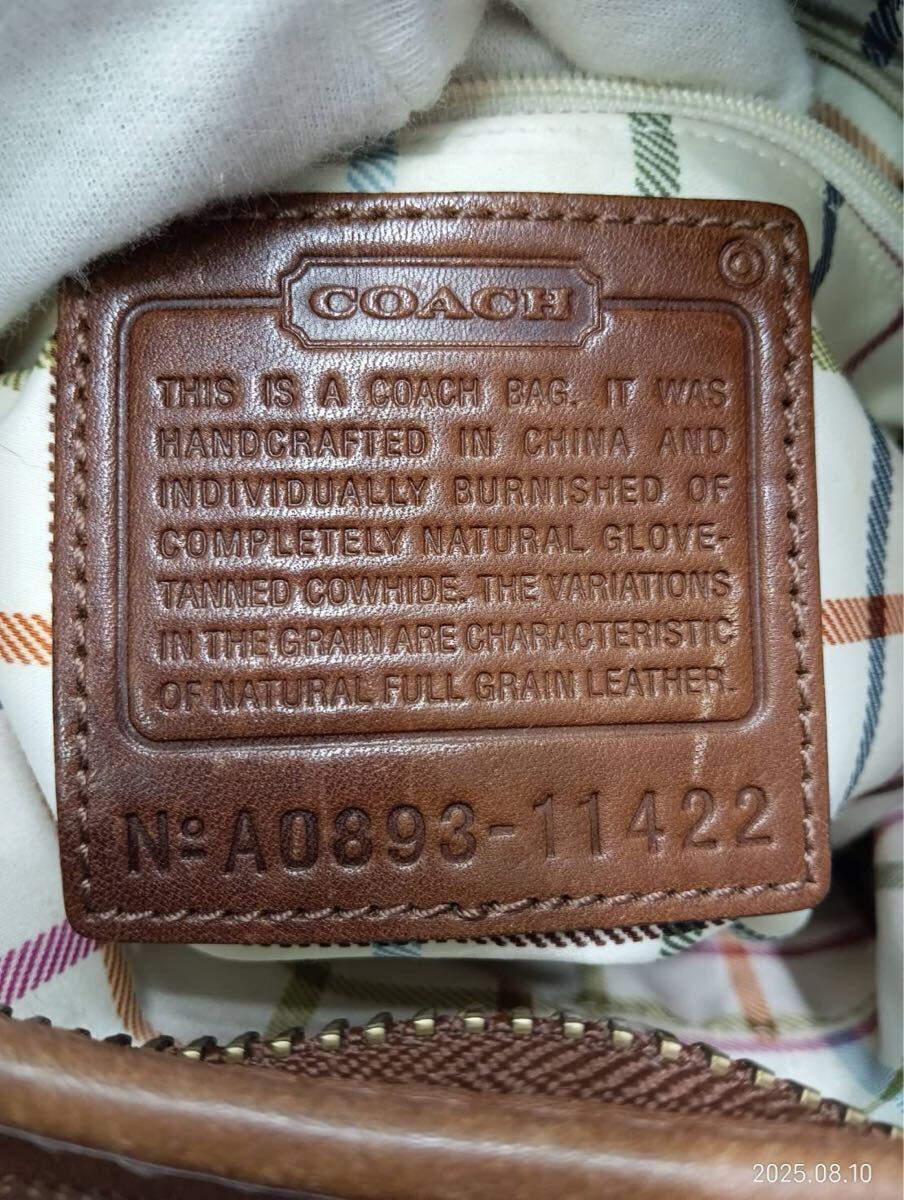 COACH
THIS IS A COACH BAG. IT WAS
HANDCRAFTED IN CHINA AND
INDIVIDUALLY BURNISHED OF
COMPLETELY NATURAL GLOVE-
TANNED COWHIDE. THE VARIATIONS
IN THE GRAIN ARE CHARACTERISTIC
OF NATURAL FULL GRAIN LEATHER.
Nº A0893-11422
2025.08.10